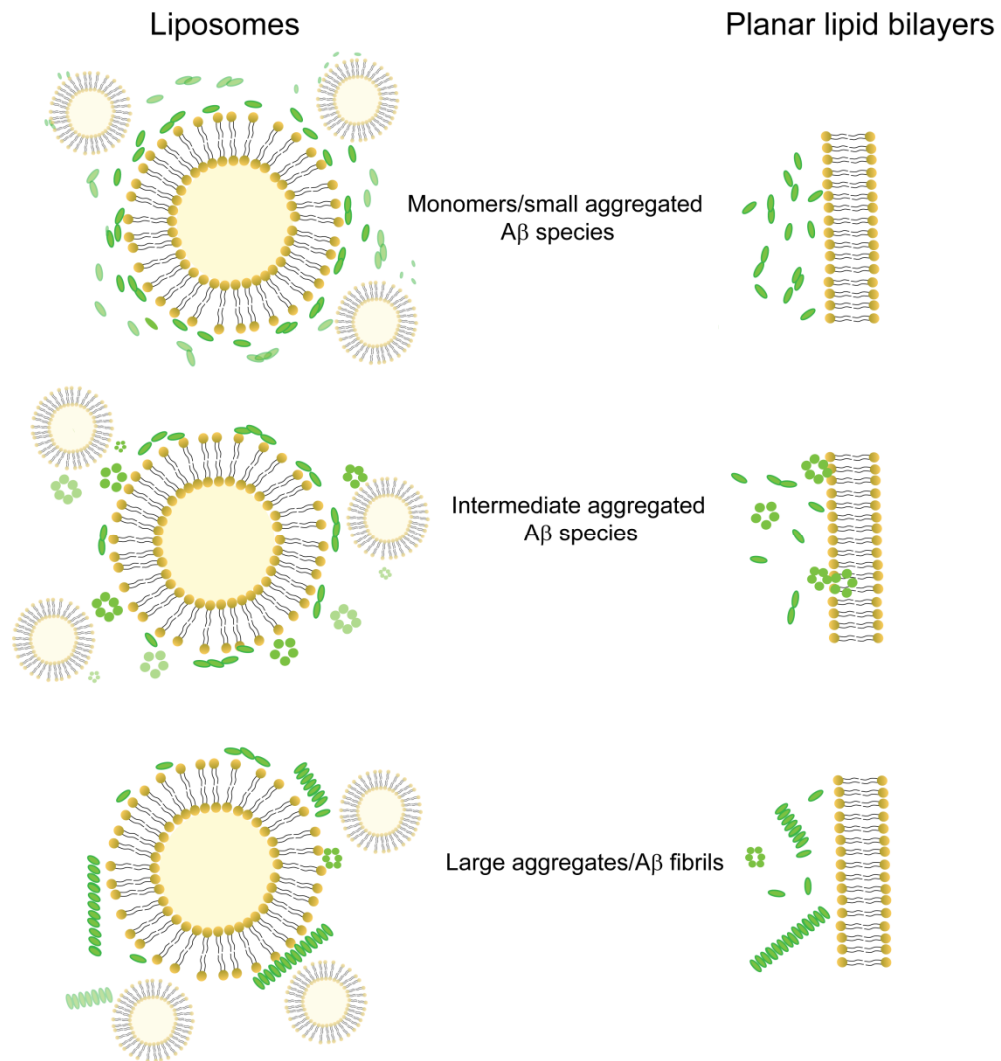 Liposomes
Planar lipid bilayers
Monomers/small aggregated
Aβ species
Intermediate aggregated
Aβ species
Large aggregates/Aβ fibrils